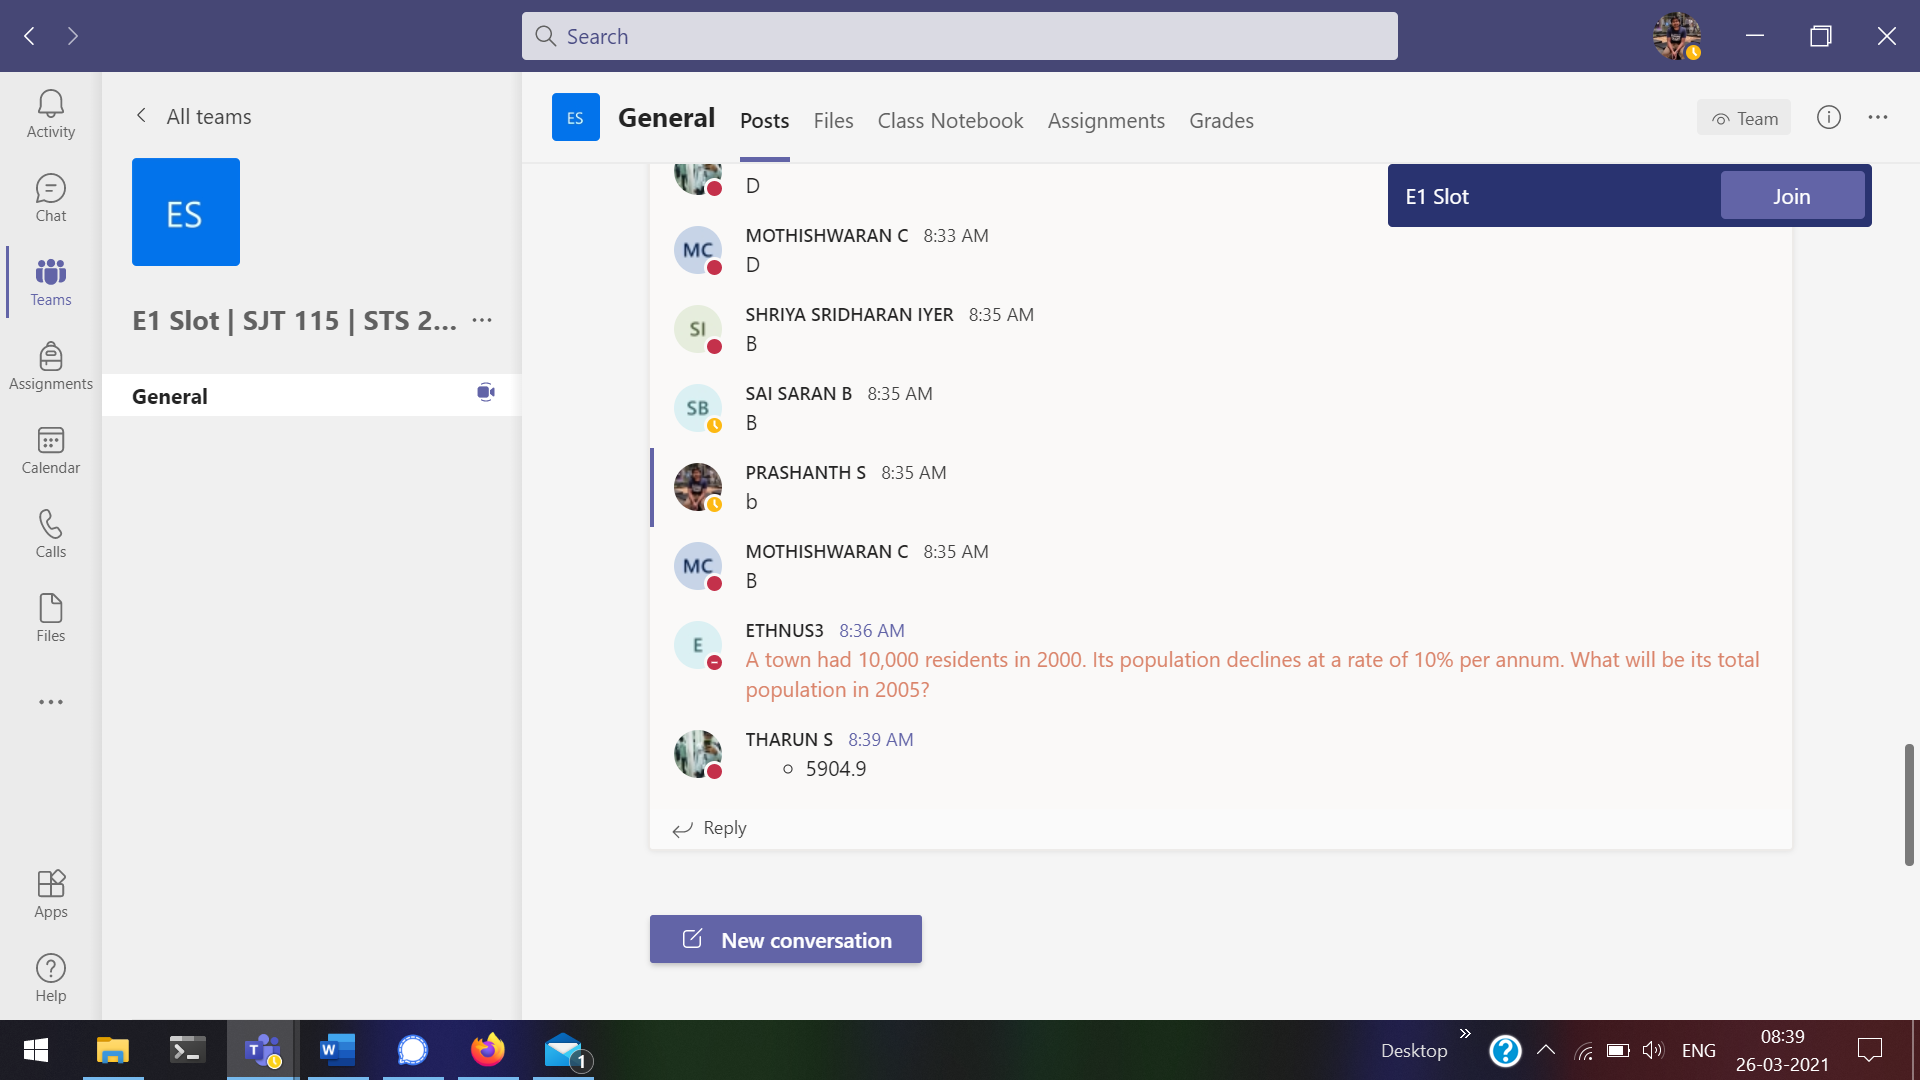 Search
Activity
Chat
Teams
Assignments
Calendar
Calls
Files
Apps
Help
All teams
ES
E1 Slot | SJT 115 | STS 2...
General
ES
General
Posts
Files
Class Notebook
Assignments
Grades
Team
E1 Slot
Join
D
MC
MOTHISHWARAN C 8:33 AM
D
SI
SHRIYA SRIDHARAN IYER 8:35 AM
B
SB
SAI SARAN B 8:35 AM
B
PRASHANTH S 8:35 AM
b
MC
MOTHISHWARAN C 8:35 AM
B
E
ETHNUS3 8:36 AM
A town had 10,000 residents in 2000. Its population declines at a rate of 10% per annum. What will be its total
population in 2005?
THARUN S 8:39 AM
5904.9
Reply
New conversation
T
W
1
Desktop
ENG
08:39
26-03-2021